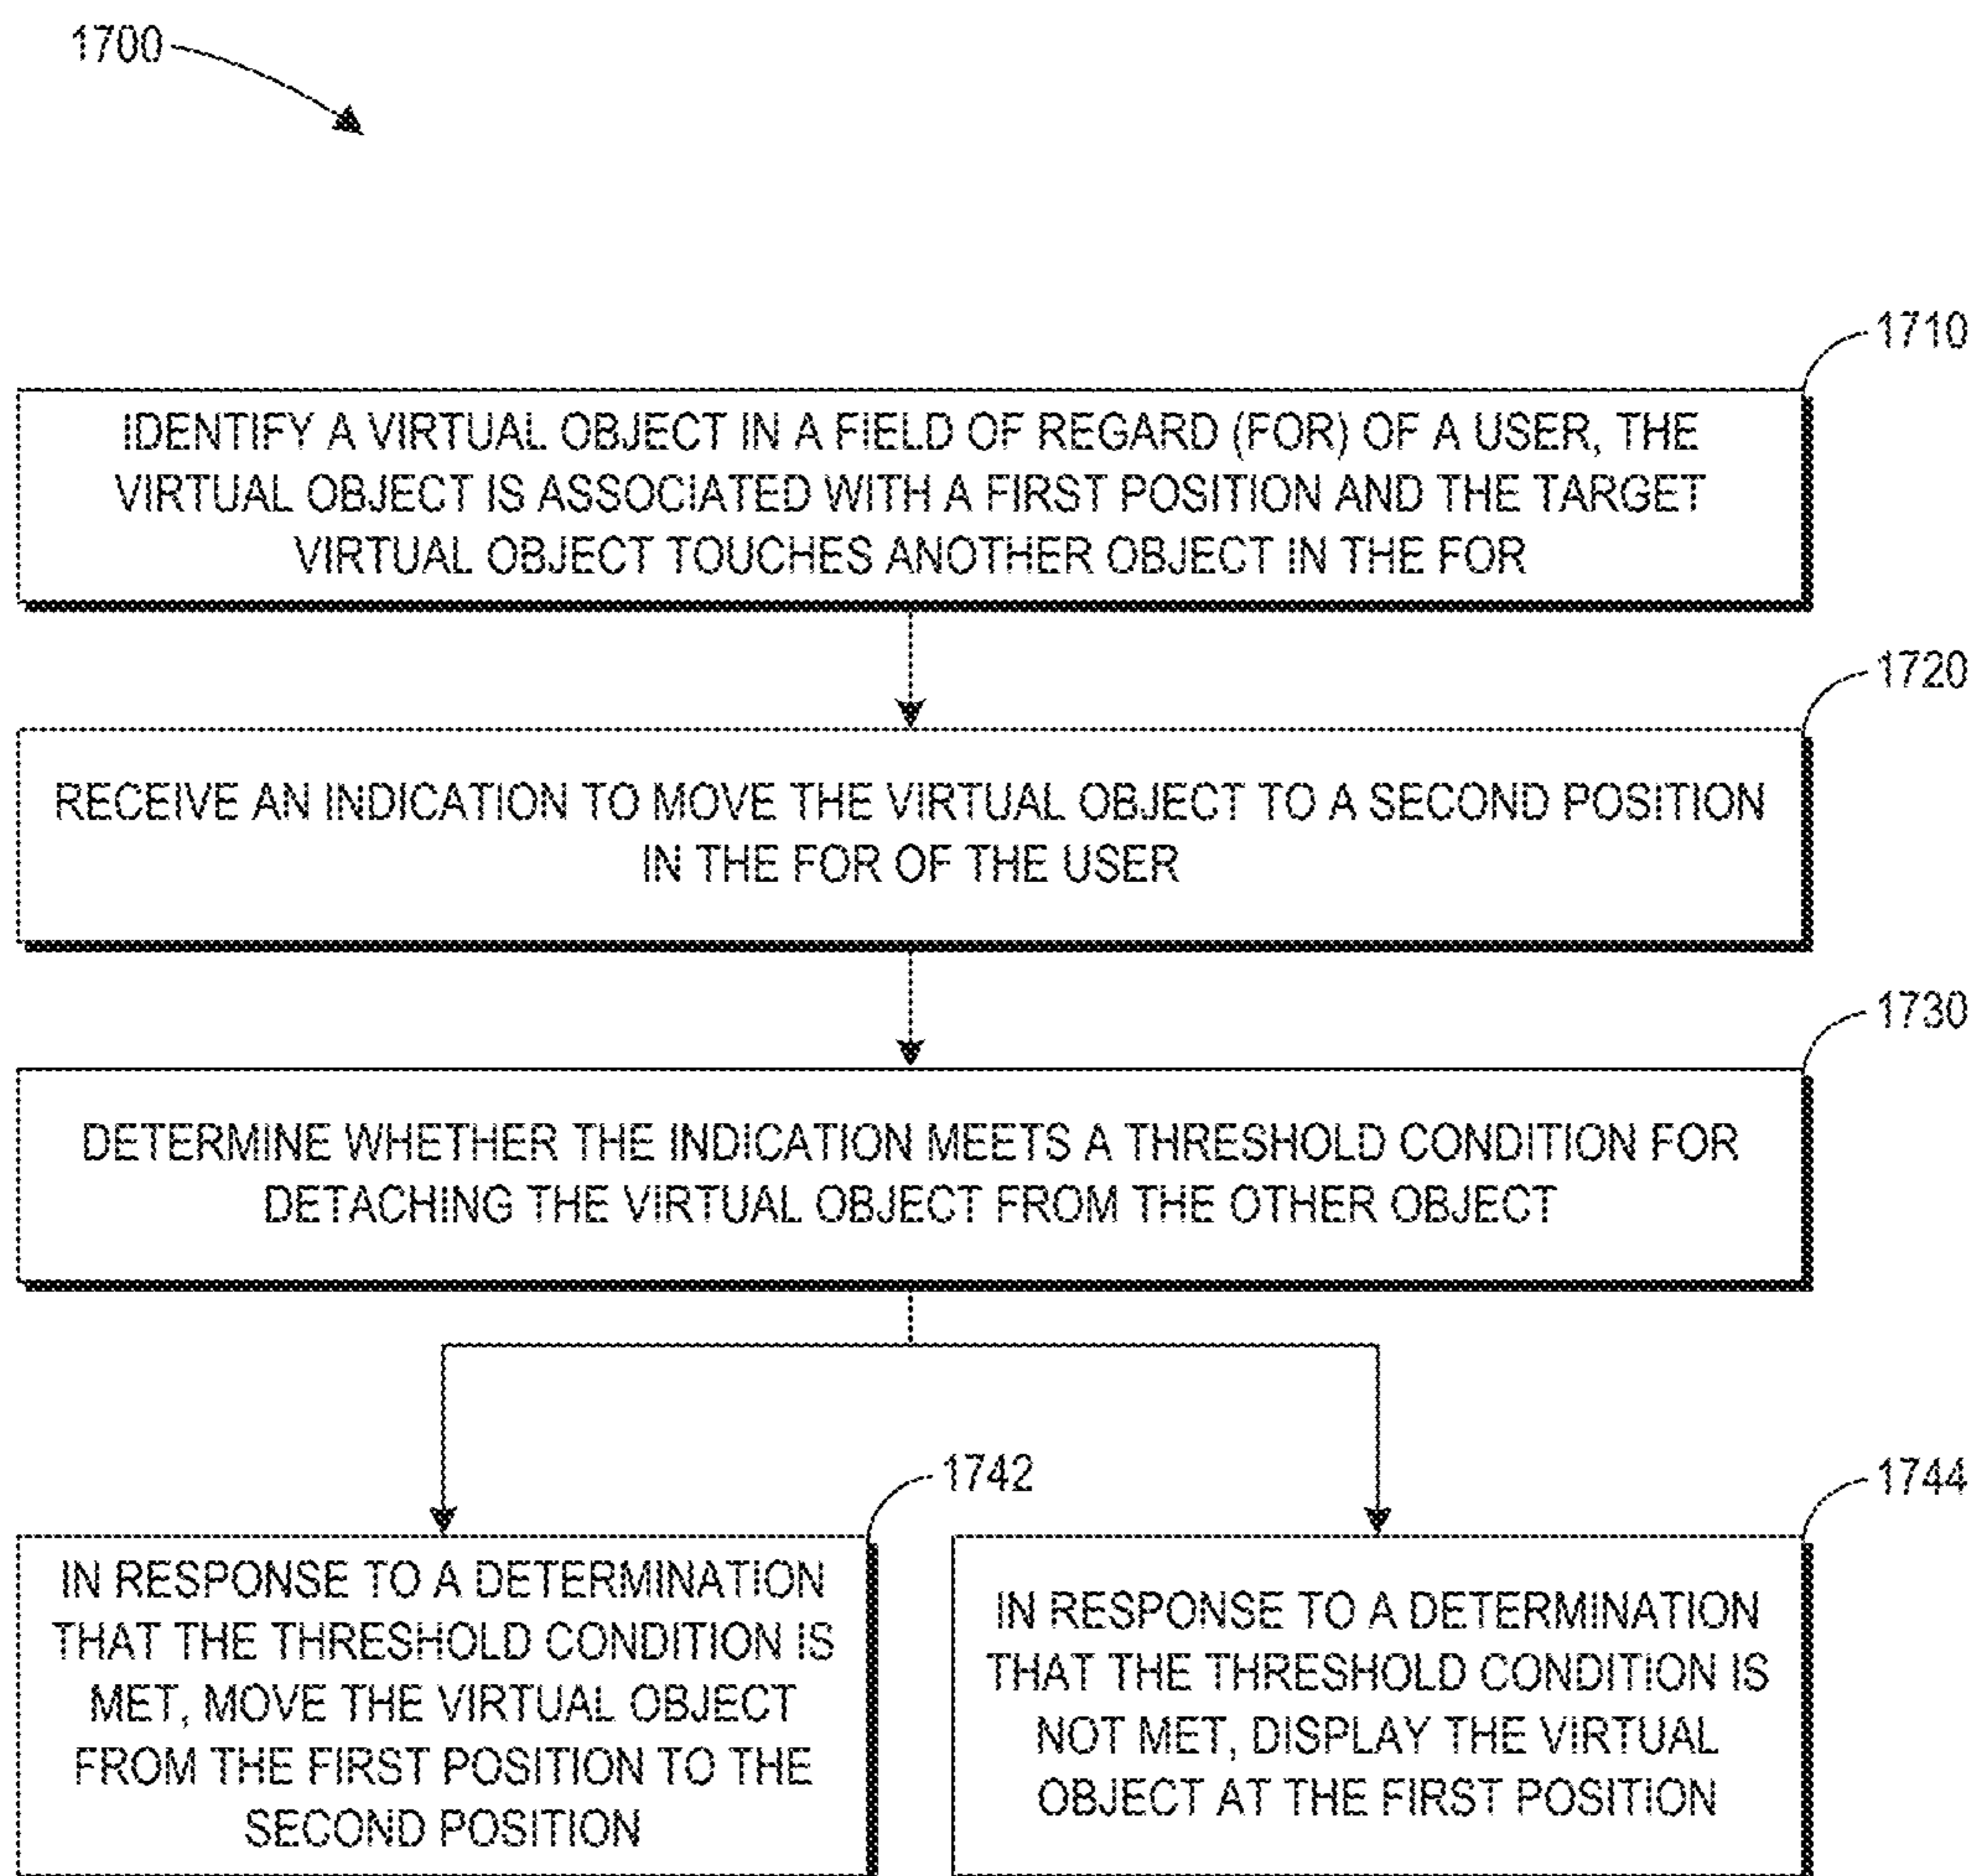 1700
1710
IDENTIFY A VIRTUAL OBJECT IN A FIELD OF REGARD (FOR) OF A USER, THE
VIRTUAL OBJECT IS ASSOCIATED WITH A FIRST POSITION AND THE TARGET
VIRTUAL OBJECT TOUCHES ANOTHER OBJECT IN THE FOR
1720
RECEIVE AN INDICATION TO MOVE THE VIRTUAL OBJECT TO A SECOND POSITION
IN THE FOR OF THE USER
1730
DETERMINE WHETHER THE INDICATION MEETS A THRESHOLD CONDITION FOR
DETACHING THE VIRTUAL OBJECT FROM THE OTHER OBJECT
1742
IN RESPONSE TO A DETERMINATION
THAT THE THRESHOLD CONDITION IS
MET, MOVE THE VIRTUAL OBJECT
FROM THE FIRST POSITION TO THE
SECOND POSITION
1744
IN RESPONSE TO A DETERMINATION
THAT THE THRESHOLD CONDITION IS
NOT MET, DISPLAY THE VIRTUAL
OBJECT AT THE FIRST POSITION